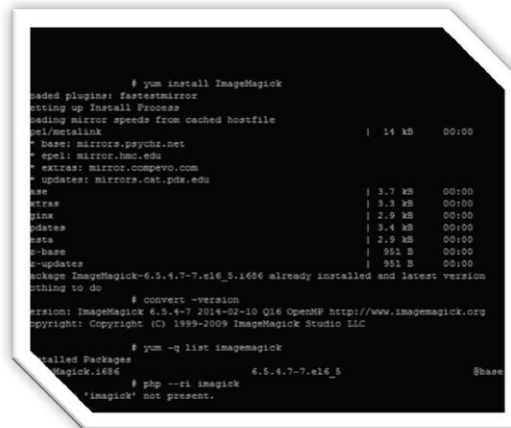 # yum install ImageMagick
oaded plugins: fastestmirror
etting up Install Process
oading mirror speeds from cached hostfile
pel/metalink | 14 kB 00:00
* base: mirrors.psychz.net
* epel: mirror.hmc.edu
* extras: mirror.compevo.com
* updates: mirrors.cat.pdx.edu
ase | 3.7 kB 00:00
xtras | 3.3 kB 00:00
ginx | 2.9 kB 00:00
pdates | 3.4 kB 00:00
esta | 2.9 kB 00:00
z-base | 951 B 00:00
z-updates | 951 B 00:00
ackage ImageMagick-6.5.4.7-7.el6_5.i686 already installed and latest version
othing to do
# convert -version
ersion: ImageMagick 6.5.4-7 2014-02-10 Q16 OpenMP http://www.imagemagick.org
opyright: Copyright (C) 1999-2009 ImageMagick Studio LLC
# yum -q list imagemagick
talled Packages
Magick.i686 6.5.4.7-7.el6_5 @base
# php --ri imagick
'imagick' not present.